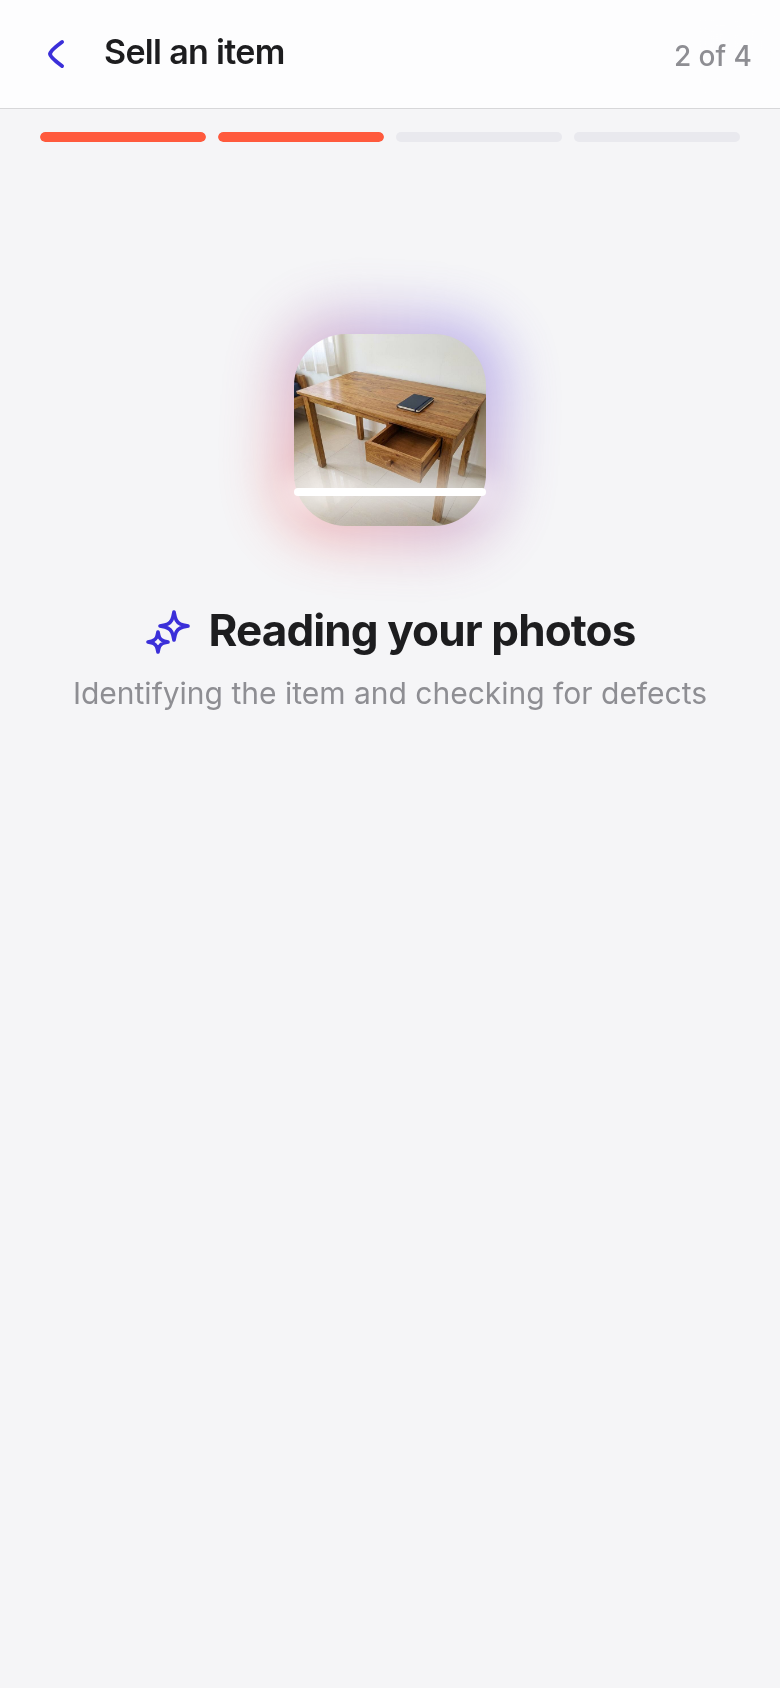 Sell an item
2 of 4
Reading your photos
Identifying the item and checking for defects